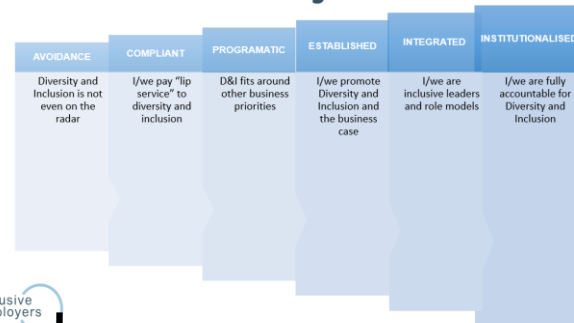 AVOIDANCE
Diversity and
Inclusion is not
even on the
radar
COMPLIANT
I/we pay “lip
service” to
diversity and
inclusion
PROGRAMATIC
D&I fits around
other business
priorities
ESTABLISHED
I/we promote
Diversity and
Inclusion and
the business
case
INTEGRATED
I/we are
inclusive leaders
and role models
INSTITUTIONALISED
I/we are fully
accountable for
Diversity and
Inclusion
usive
oloyers